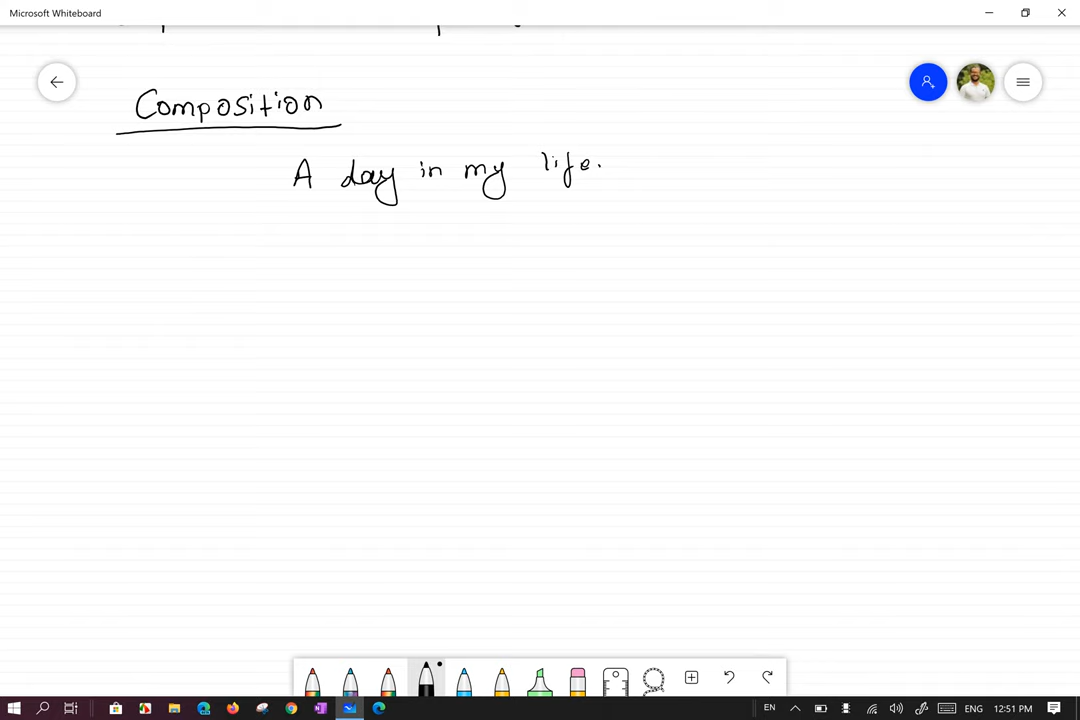 Microsoft Whiteboard
Composition
A day in my life.
EN
ENG
12:51 PM